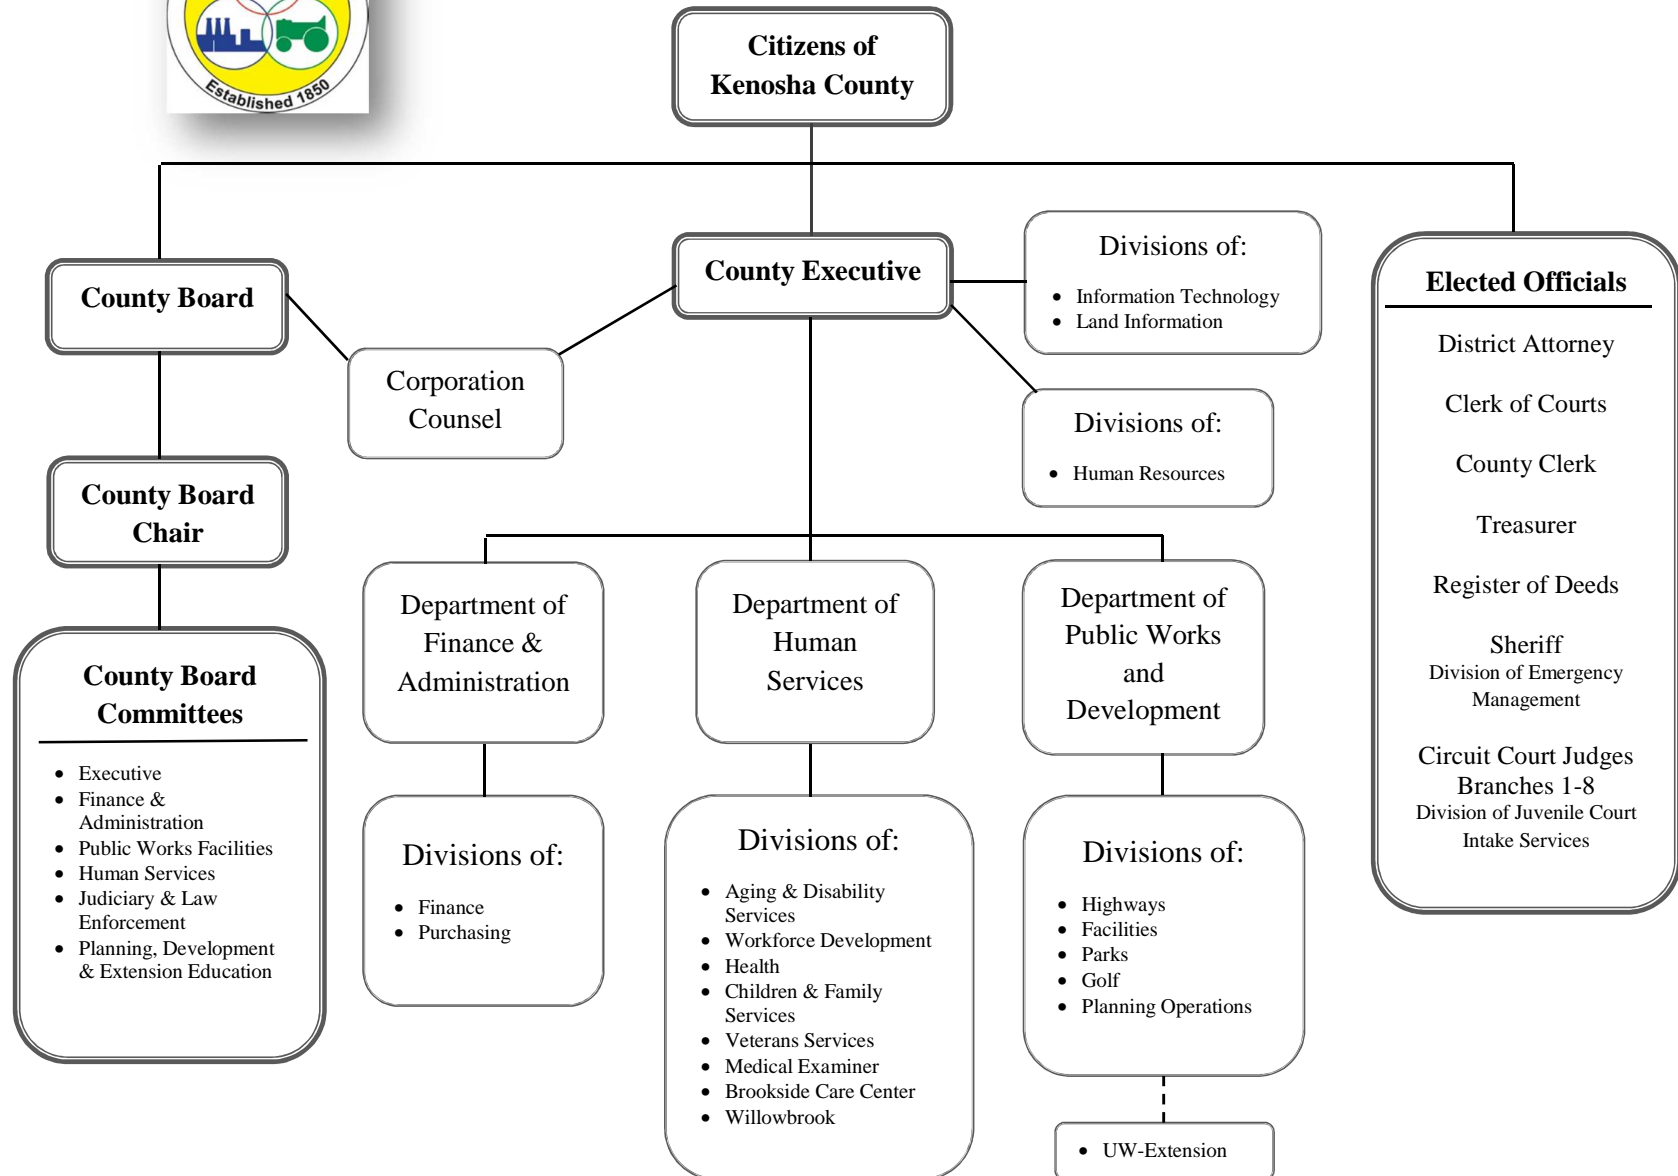 Established 1850
Citizens of
Kenosha County
County Board
County Executive
Divisions of:
• Information Technology
• Land Information
Elected Officials
District Attorney
Clerk of Courts
County Clerk
Treasurer
Register of Deeds
Sheriff
Division of Emergency
Management
Circuit Court Judges
Branches 1-8
Division of Juvenile Court
Intake Services
Corporation
Counsel
Divisions of:
• Human Resources
County Board
Chair
County Board
Committees
• Executive
• Finance &
Administration
• Public Works Facilities
• Human Services
• Judiciary & Law
Enforcement
• Planning, Development
& Extension Education
Department of
Finance &
Administration
Divisions of:
• Finance
• Purchasing
Department of
Human
Services
Divisions of:
• Aging & Disability
Services
• Workforce Development
• Health
• Children & Family
Services
• Veterans Services
• Medical Examiner
• Brookside Care Center
• Willowbrook
Department of
Public Works
and
Development
Divisions of:
• Highways
• Facilities
• Parks
• Golf
• Planning Operations
• UW-Extension